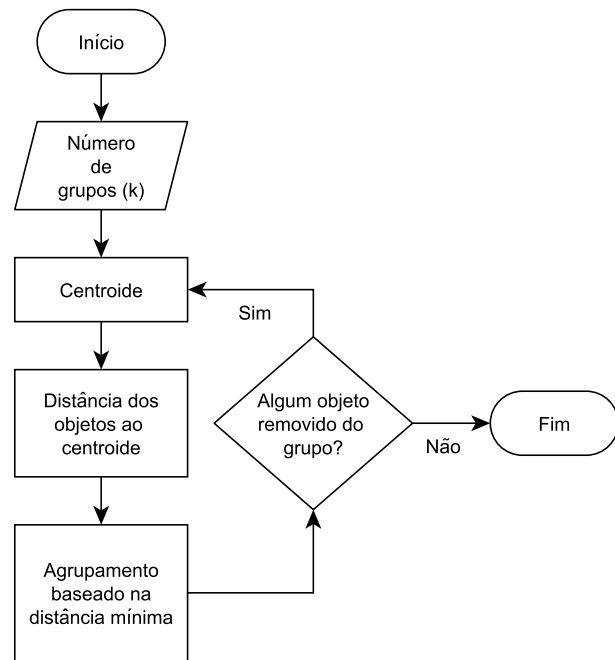 Início
Número
de
grupos (k)
Centroide
Sim
Distância dos
objetos ao
centroide
Algum objeto
removido do
grupo?
Não
Fim
Agrupamento
baseado na
distância mínima